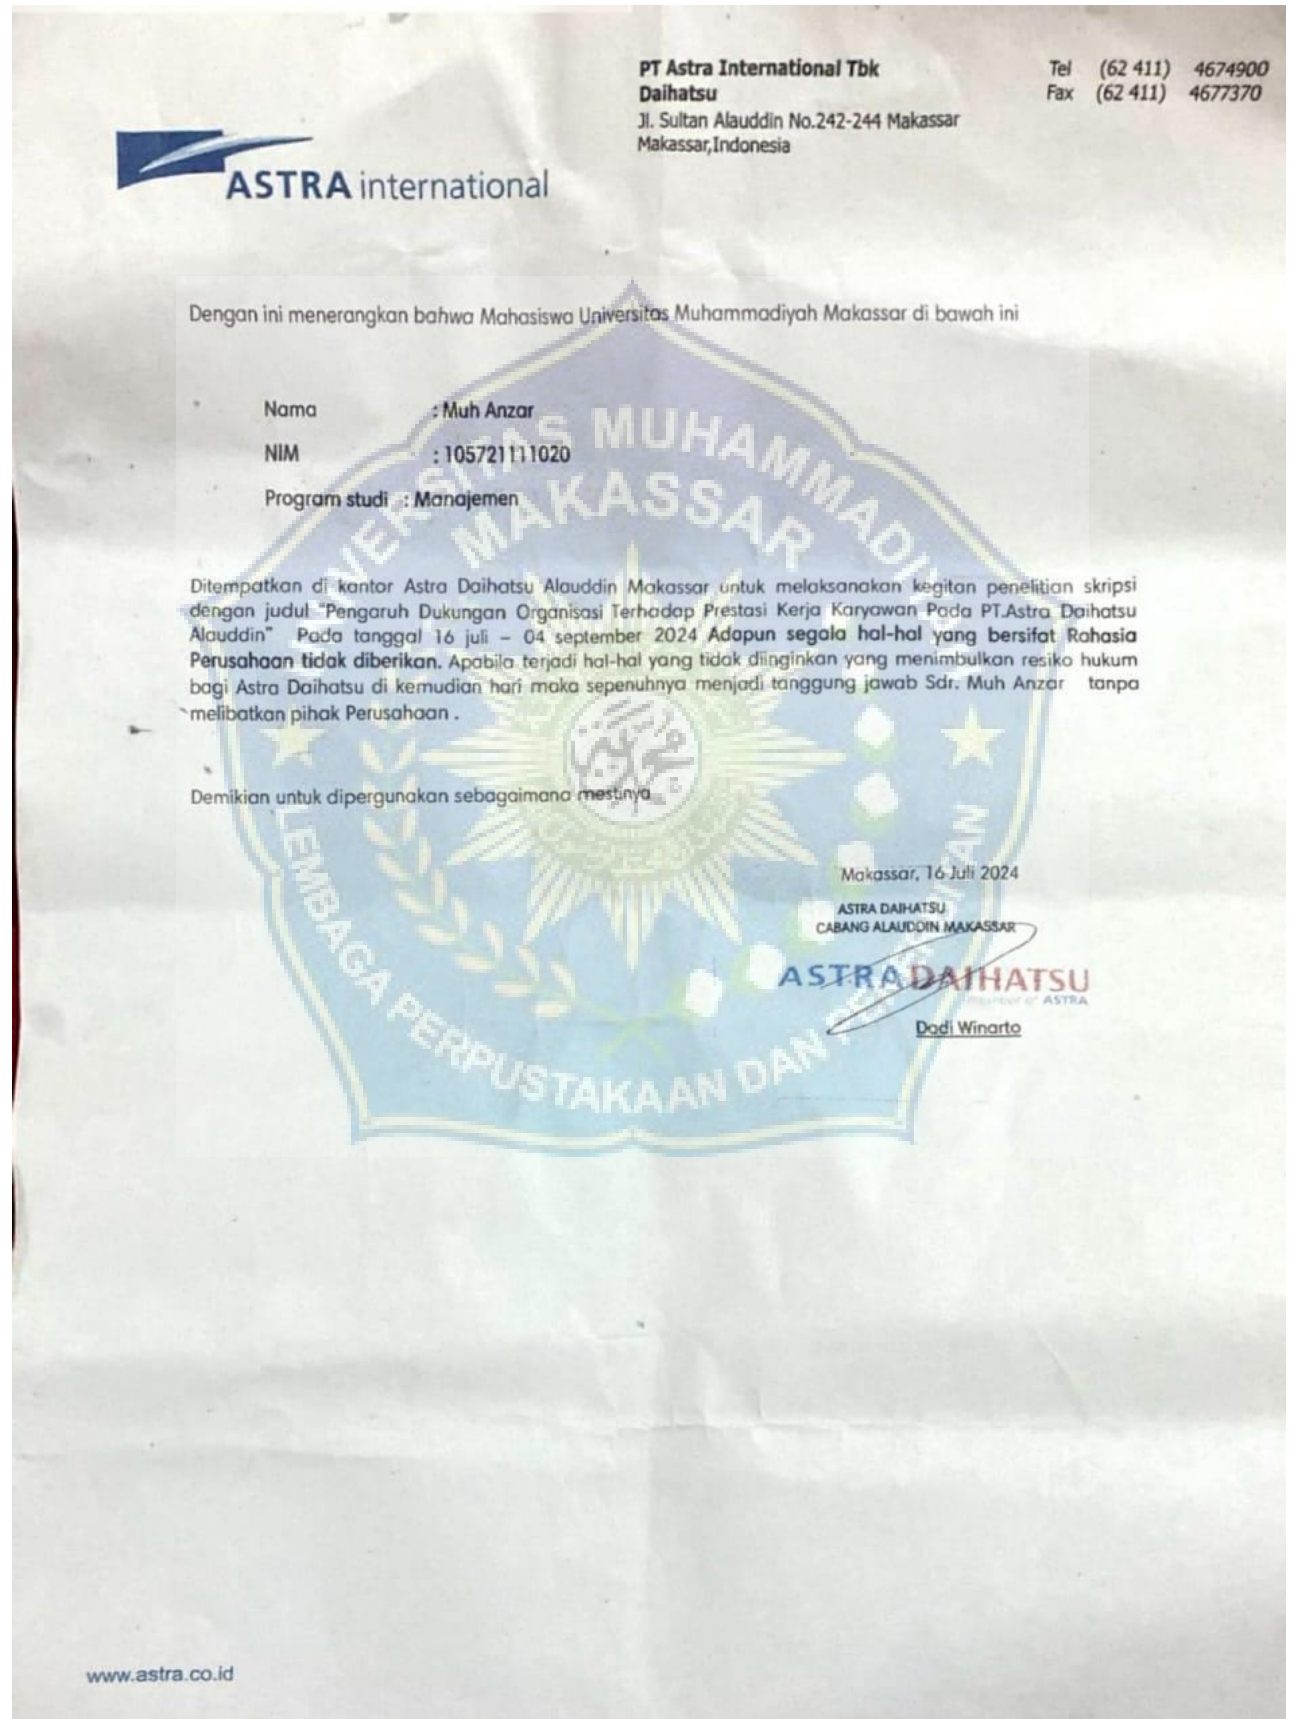 PT Astra International Tbk
Daihatsu
Jl. Sultan Alauddin No.242-244 Makassar
Makassar,Indonesia
Tel (62 411) 4674900
Fax (62 411) 4677370
ASTRA international
Dengan ini menerangkan bahwa Mahasiswa Universitas Muhammadiyah Makassar di bawah ini
Nama : Muh Anzar
NIM : 105721111020
Program studi : Manajemen
Ditempatkan di kantor Astra Daihatsu Alauddin Makassar untuk melaksanakan kegitan penelitian skripsi
dengan judul "Pengaruh Dukungan Organisasi Terhadap Prestasi Kerja Karyawan Pada PT.Astra Daihatsu
Alauddin" Pada tanggal 16 juli – 04 september 2024 Adapun segala hal-hal yang bersifat Rahasia
Perusahaan tidak diberikan. Apabila terjadi hal-hal yang tidak diinginkan yang menimbulkan resiko hukum
bagi Astra Daihatsu di kemudian hari maka sepenuhnya menjadi tanggung jawab Sdr. Muh Anzar tanpa
melibatkan pihak Perusahaan .
Demikian untuk dipergunakan sebagaimana mestinya
Makassar, 16 Juli 2024
ASTRA DAIHATSU
CABANG ALAUDDIN MAKASSAR
ASTRA DAIHATSU
member of ASTRA
Dodi Winarto
UNIVERSITAS MUHAMMADIYAH
MAKASSAR
LEMBAGA PERPUSTAKAAN DAN PENERBITAN
www.astra.co.id